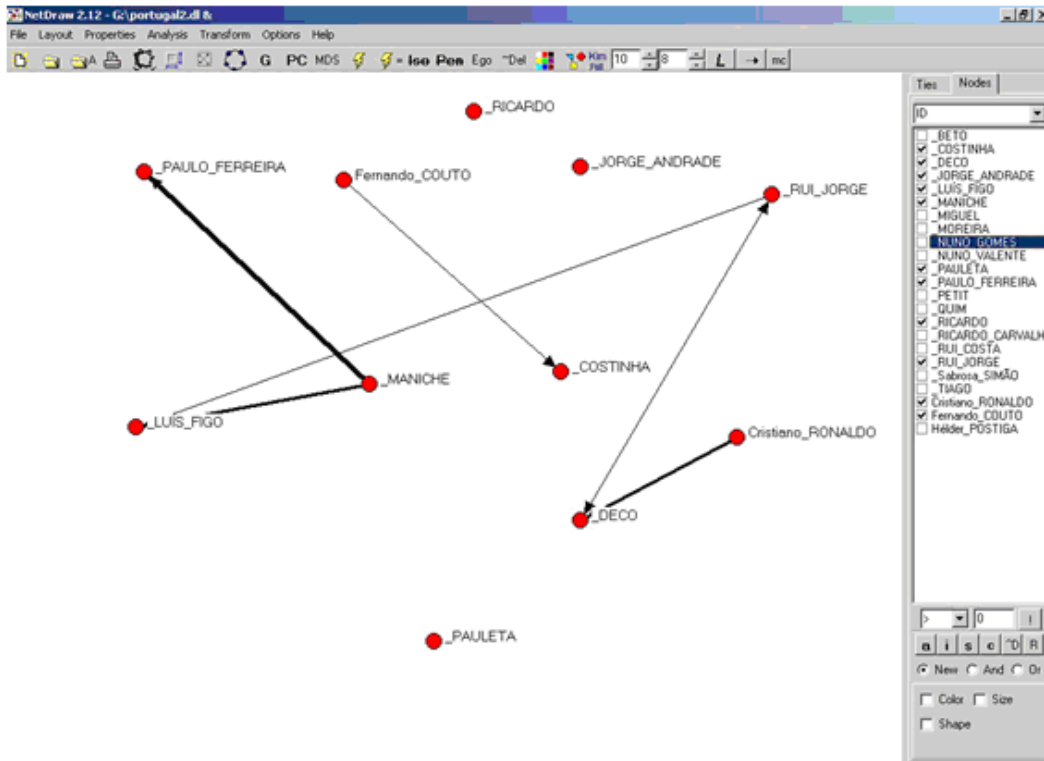 NetDraw 2.12 - G:\portugal2.dl &
File Layout Properties Analysis Transform Options Help
A G PC MDS = Iso Pen Ego ~Del 10 8 L → mc
Ties Nodes
ID
_BETO
_COSTINHA
_DECO
_JORGE_ANDRADE
_LUÍS_FIGO
_MANICHE
_MIGUEL
_MOREIRA
_NUNO_GOMES
_NUNO_VALENTE
_PAULETA
_PAULO_FERREIRA
_PETIT
_QUIM
_RICARDO
_RICARDO_CARVALH
_RUI_COSTA
_RUI_JORGE
_Sabrosa_SIMÃO
_TIAGO
Cristiano_RONALDO
Fernando_COUTO
Hélder_POSTIGA
> 0 !
a i s c ~D R
New And Or
Color Size
Shape
_RICARDO
_PAULO_FERREIRA
Fernando_COUTO
_JORGE_ANDRADE
_RUI_JORGE
_MANICHE
_COSTINHA
_LUÍS_FIGO
Cristiano_RONALDO
_DECO
_PAULETA